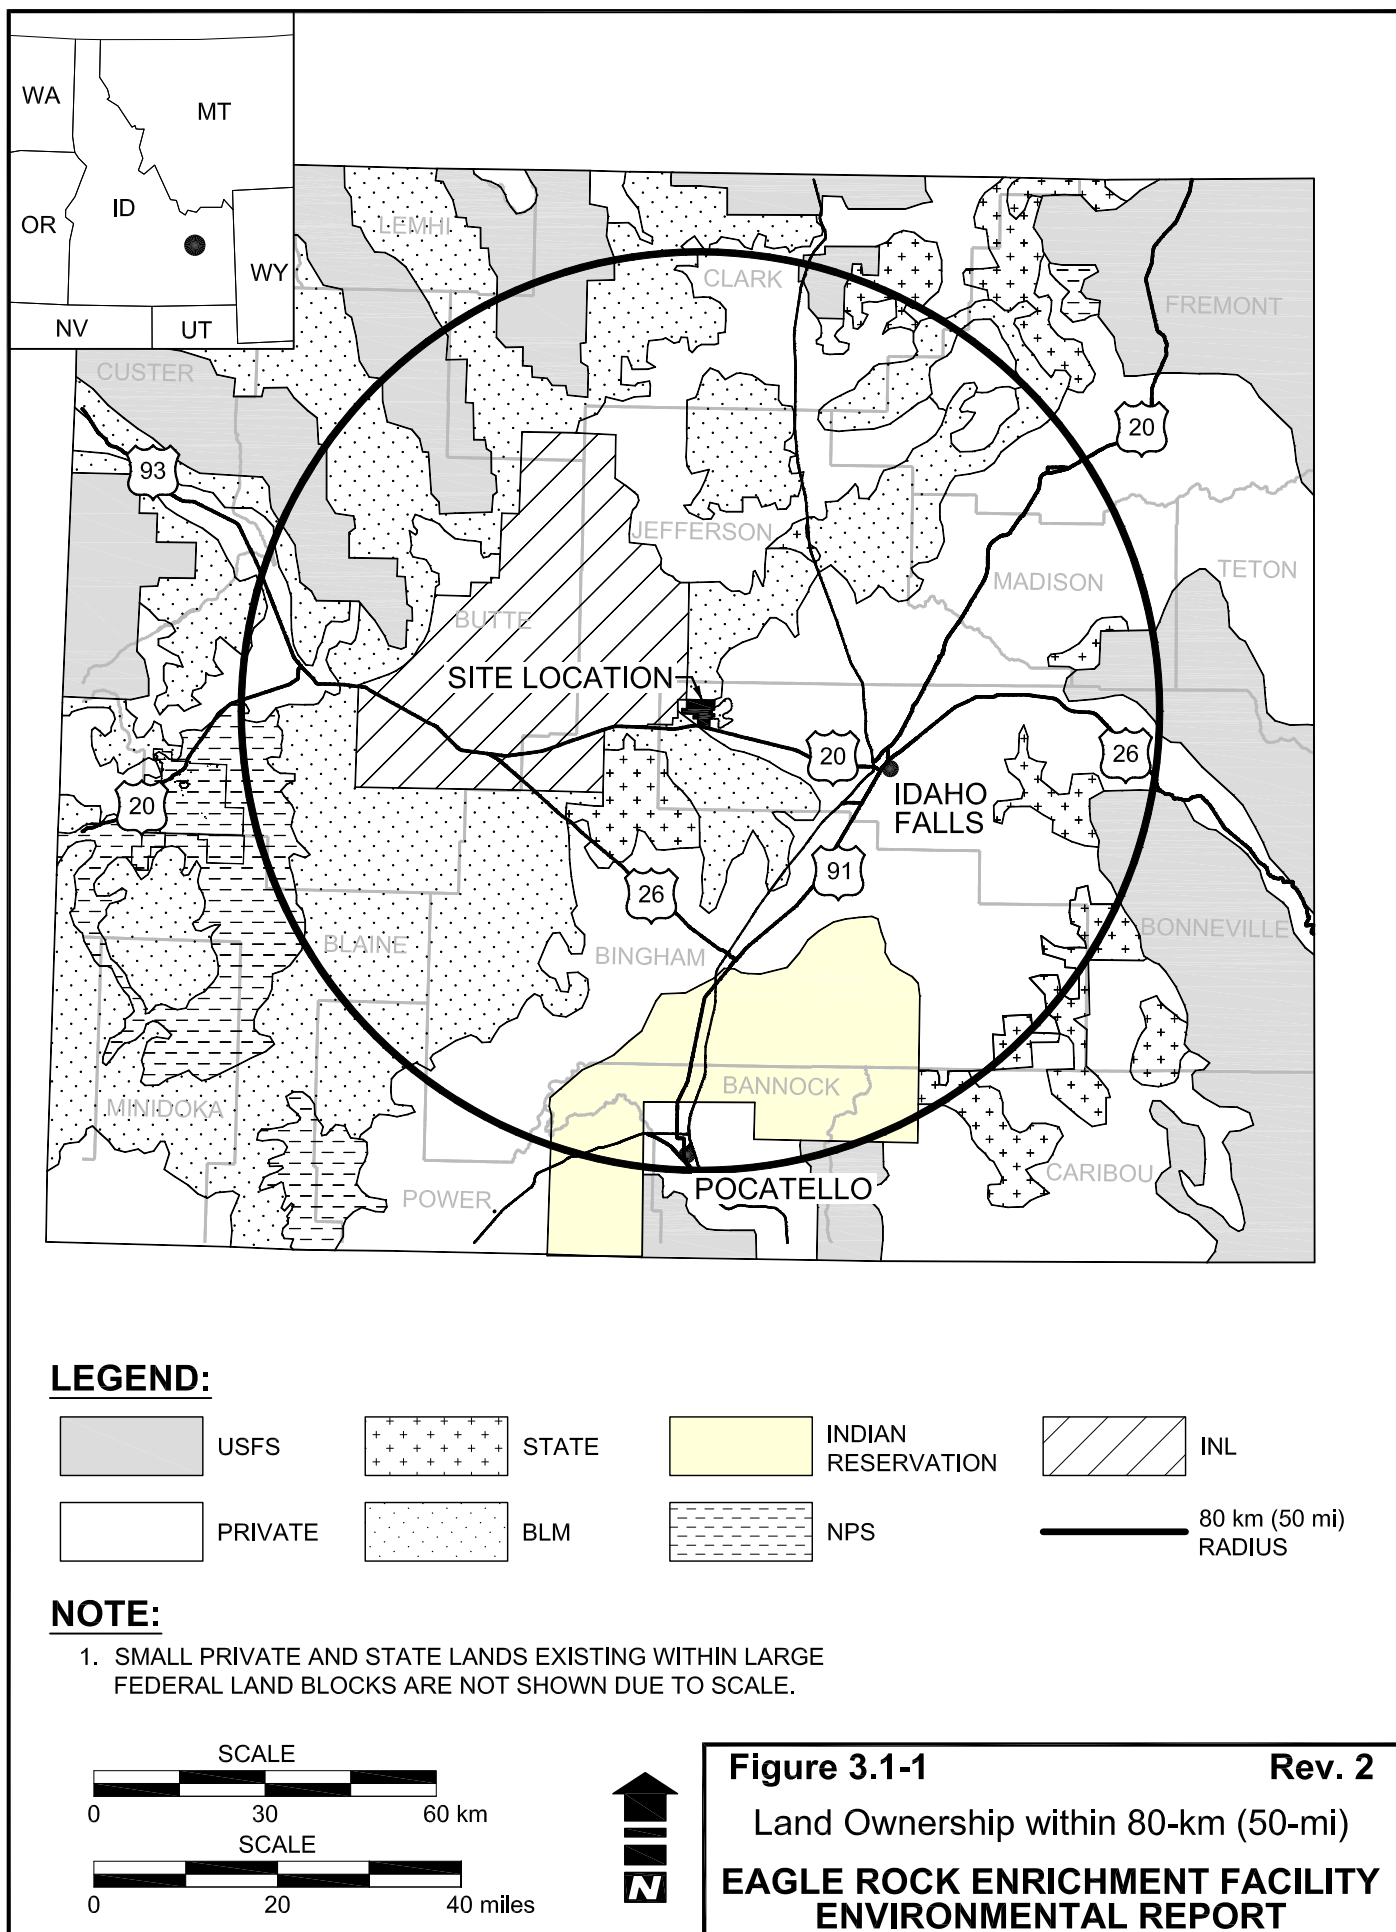 WA
MT
OR
ID
WY
NV
UT
LEMHI
CLARK
FREMONT
CUSTER
20
93
JEFFERSON
MADISON
TETON
BUTTE
SITE LOCATION
20
26
20
IDAHO
FALLS
91
26
BLAINE
BINGHAM
BONNEVILLE
BANNOCK
MINIDOKA
CARIBOU
POCATELLO
POWER
LEGEND:
USFS
STATE
INDIAN
RESERVATION
INL
PRIVATE
BLM
NPS
80 km (50 mi)
RADIUS
NOTE:
1. SMALL PRIVATE AND STATE LANDS EXISTING WITHIN LARGE
FEDERAL LAND BLOCKS ARE NOT SHOWN DUE TO SCALE.
SCALE
0 30 60 km
SCALE
0 20 40 miles
N
Figure 3.1-1 Rev. 2
Land Ownership within 80-km (50-mi)
EAGLE ROCK ENRICHMENT FACILITY
ENVIRONMENTAL REPORT